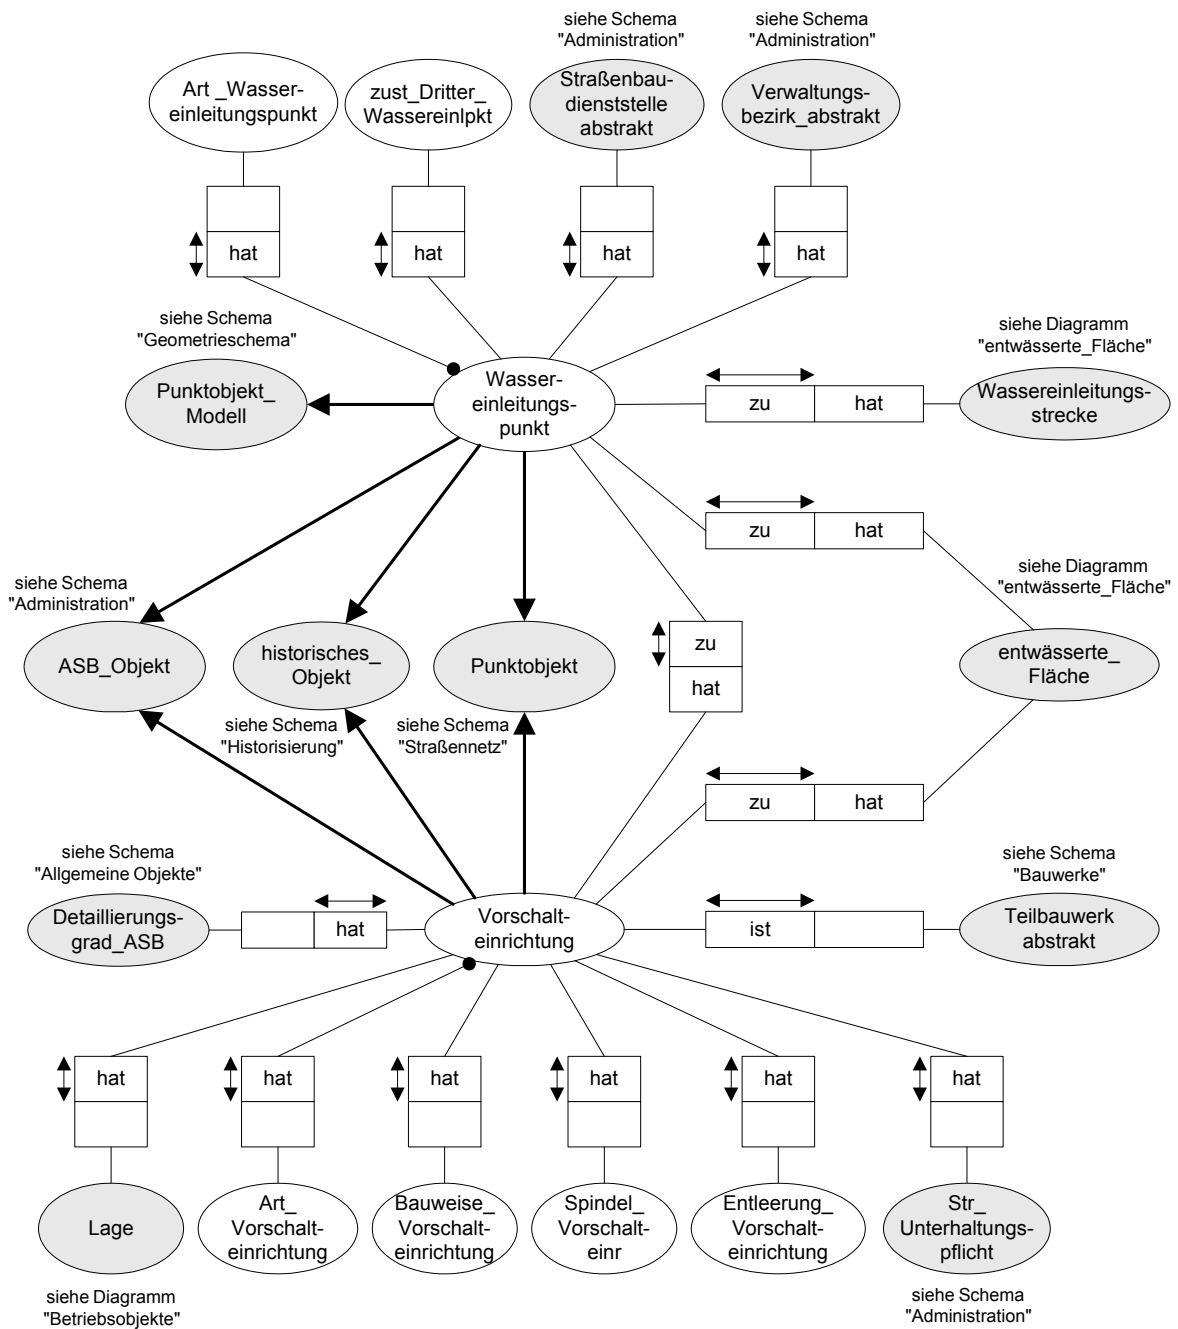 siehe Schema
"Administration"
siehe Schema
"Administration"
Art _Wasser-
einleitungspunkt
zust_Dritter_
Wassereinlpkt
Straßenbau-
dienststelle
abstrakt
Verwaltungs-
bezirk_abstrakt
hat
hat
hat
hat
siehe Schema
"Geometrieschema"
Punktobjekt_
Modell
Wasser-
einleitungs-
punkt
zu
hat
siehe Diagramm
"entwässerte_Fläche"
Wassereinleitungs-
strecke
zu
hat
siehe Schema
"Administration"
ASB_Objekt
historisches_
Objekt
Punktobjekt
siehe Schema
"Historisierung"
siehe Schema
"Straßennetz"
zu
hat
siehe Diagramm
"entwässerte_Fläche"
entwässerte_
Fläche
zu
hat
siehe Schema
"Allgemeine Objekte"
Detaillierungs-
grad_ASB
hat
Vorschalt-
einrichtung
ist
siehe Schema
"Bauwerke"
Teilbauwerk
abstrakt
hat
hat
hat
hat
hat
hat
Lage
Art_
Vorschalt-
einrichtung
Bauweise_
Vorschalt-
einrichtung
Spindel_
Vorschalt-
einr
Entleerung_
Vorschalt-
einrichtung
Str_
Unterhaltungs-
pflicht
siehe Diagramm
"Betriebsobjekte"
siehe Schema
"Administration"